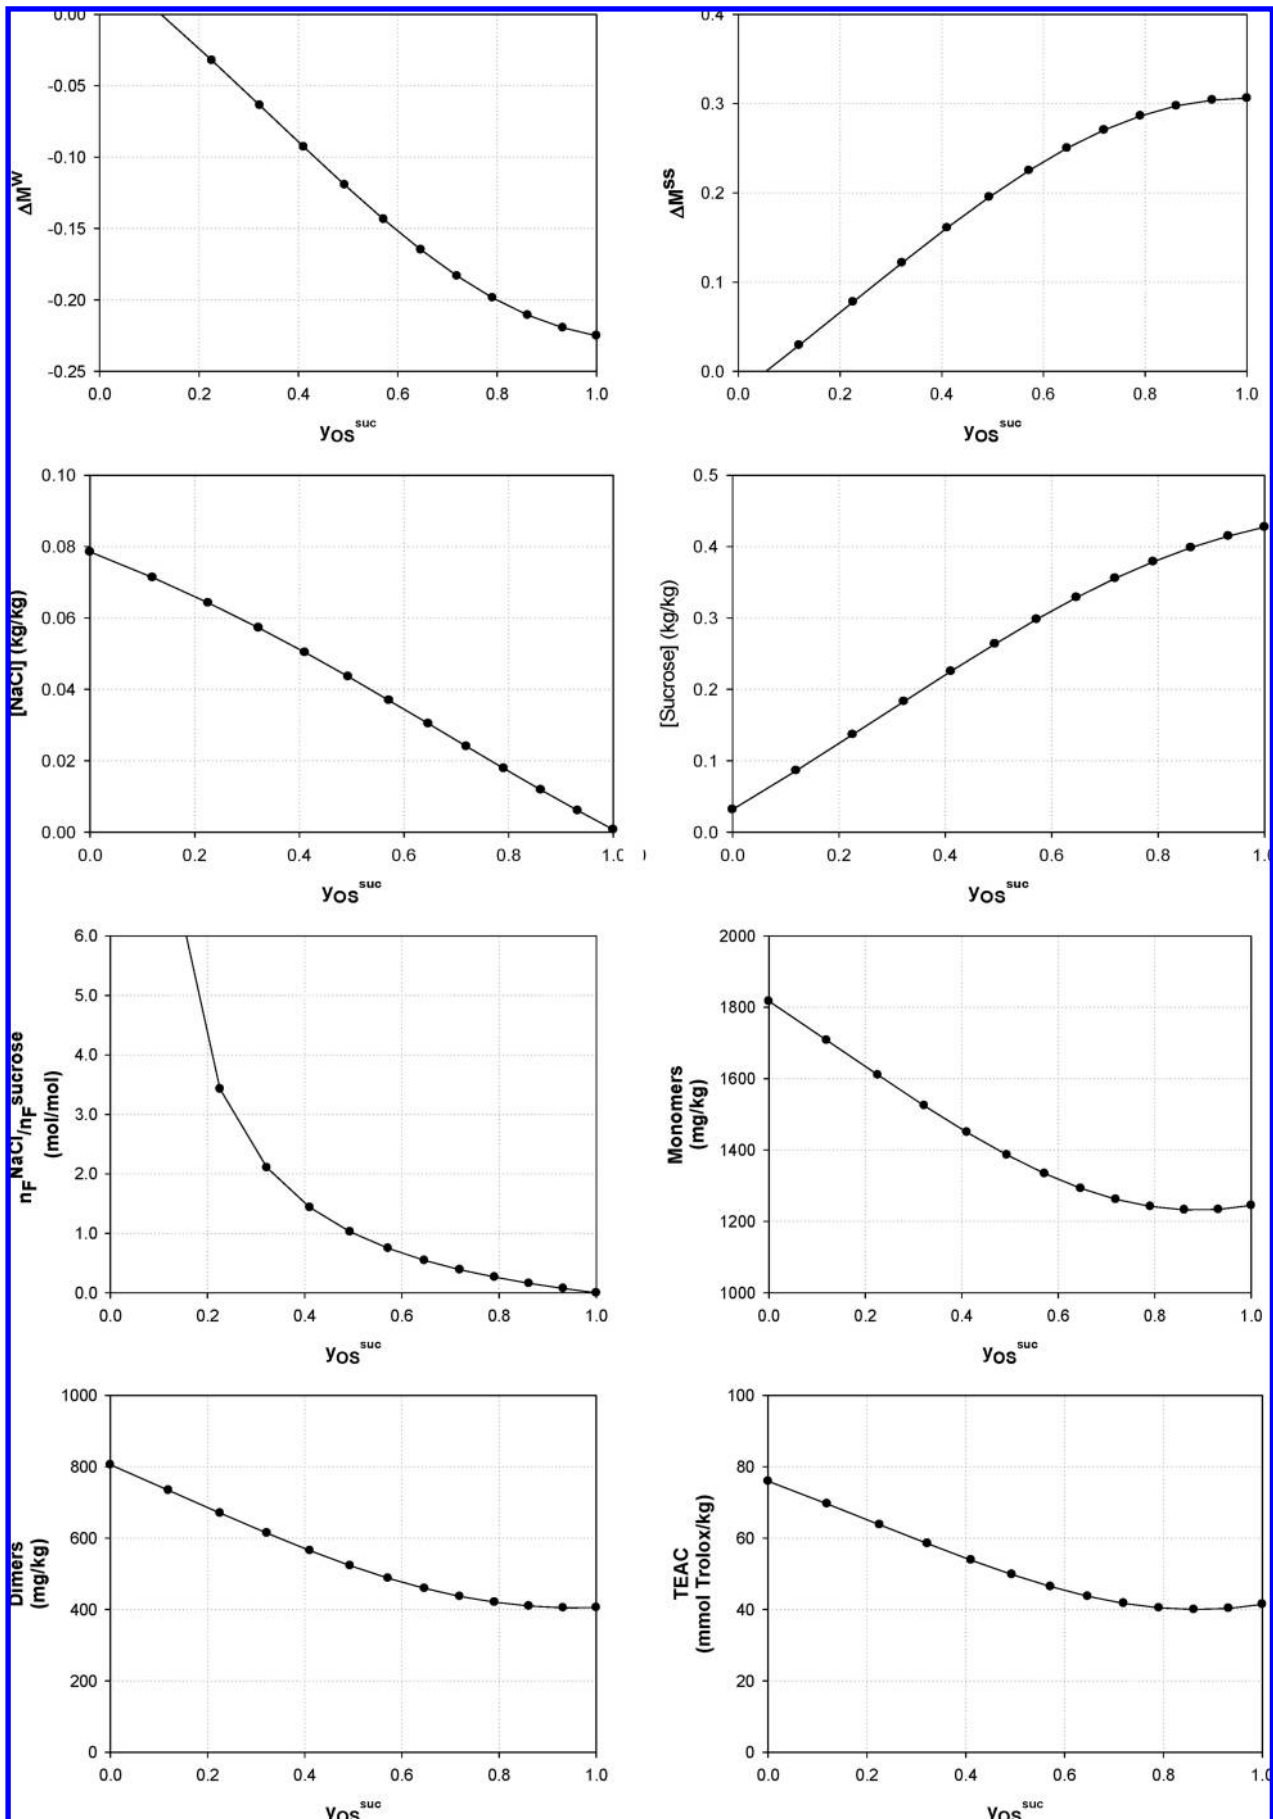 0.00
-0.05
-0.10
-0.15
-0.20
-0.25
ΔMᵂ
0.0 0.2 0.4 0.6 0.8 1.0
yOS suc
0.4
0.3
0.2
0.1
0.0
ΔMSS
0.0 0.2 0.4 0.6 0.8 1.0
yOS suc
0.10
0.08
0.06
0.04
0.02
0.00
[NaCl] (kg/kg)
0.0 0.2 0.4 0.6 0.8 1.0
yOS suc
0.5
0.4
0.3
0.2
0.1
0.0
[Sucrose] (kg/kg)
0.0 0.2 0.4 0.6 0.8 1.0
yOS suc
6.0
5.0
4.0
3.0
2.0
1.0
0.0
nF NaCl/nF sucrose
(mol/mol)
0.0 0.2 0.4 0.6 0.8 1.0
yOS suc
2000
1800
1600
1400
1200
1000
Monomers
(mg/kg)
0.0 0.2 0.4 0.6 0.8 1.0
yOS suc
1000
800
600
400
200
0
Dimers
(mg/kg)
0.0 0.2 0.4 0.6 0.8 1.0
yOS suc
100
80
60
40
20
0
TEAC
(mmol Trolox/kg)
0.0 0.2 0.4 0.6 0.8 1.0
yOS suc